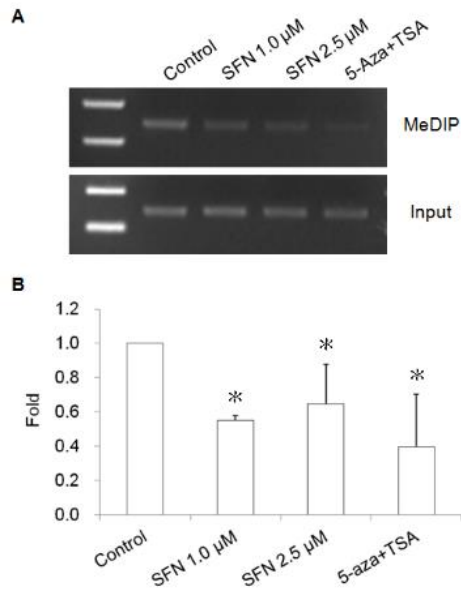 A
Control SFN 1.0 µM SFN 2.5 µM 5-Aza+TSA
MeDIP
Input
B
Fold
1.2
1.0
0.8
0.6
0.4
0.2
0.0
* * *
Control SFN 1.0 µM SFN 2.5 µM 5-aza+TSA